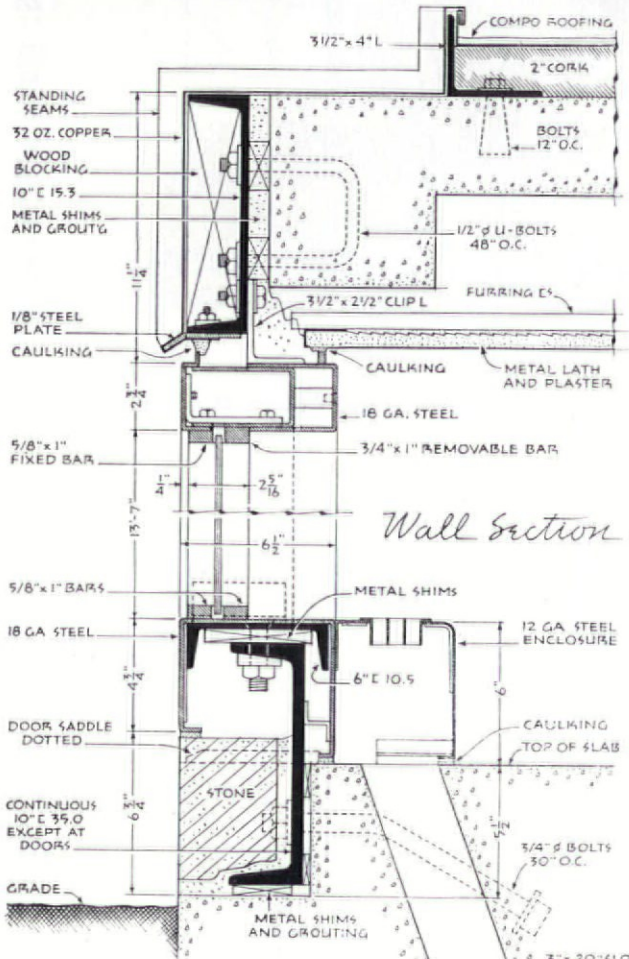 COMPO ROOFING
3 1/2" x 4" L
2" CORK
STANDING
SEAMS
32 OZ. COPPER
WOOD
BLOCKING
10" [ 15.3
METAL SHIMS
AND GROUT'G
BOLTS
12" O.C.
1/2" ⌀ U-BOLTS
48" O.C.
11 1/4"
FURRING [S
3 1/2" x 2 1/2" CLIP L
1/8" STEEL
PLATE
CAULKING
CAULKING
METAL LATH
AND PLASTER
2 3/4"
18 GA. STEEL
5/8" x 1"
FIXED BAR
3/4" x 1" REMOVABLE BAR
1/4"
2 5/16"
13'-7"
6 1/2"
Wall Section
5/8" x 1" BARS
METAL SHIMS
18 GA STEEL
12 GA STEEL
ENCLOSURE
4 3/4"
6" [ 10.5
6"
DOOR SADDLE
DOTTED
CAULKING
TOP OF SLAB
STONE
6 3/4"
CONTINUOUS
10" [ 35.0
EXCEPT AT
DOORS
5 1/2"
3/4" ⌀ BOLTS
30" O.C.
GRADE
METAL SHIMS
AND GROUTING